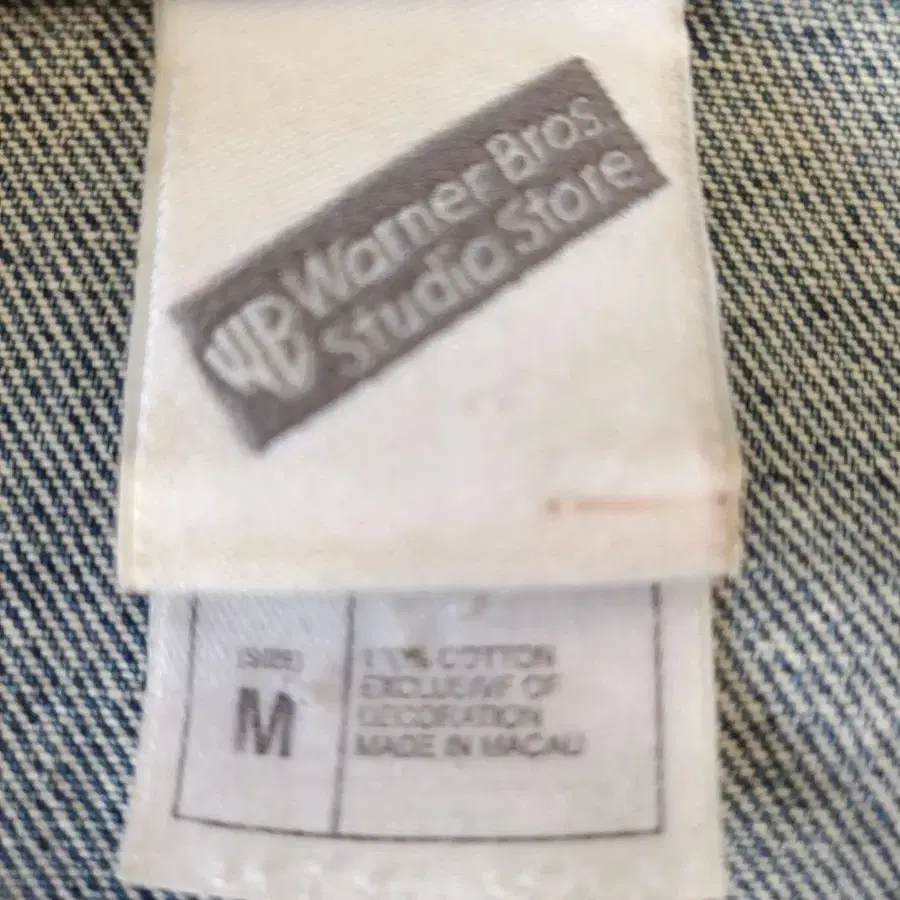 WB Warner Bros.
Studio Store
(SIZE)
M
100% COTTON
EXCLUSIVE OF
DECORATION
MADE IN MACAU